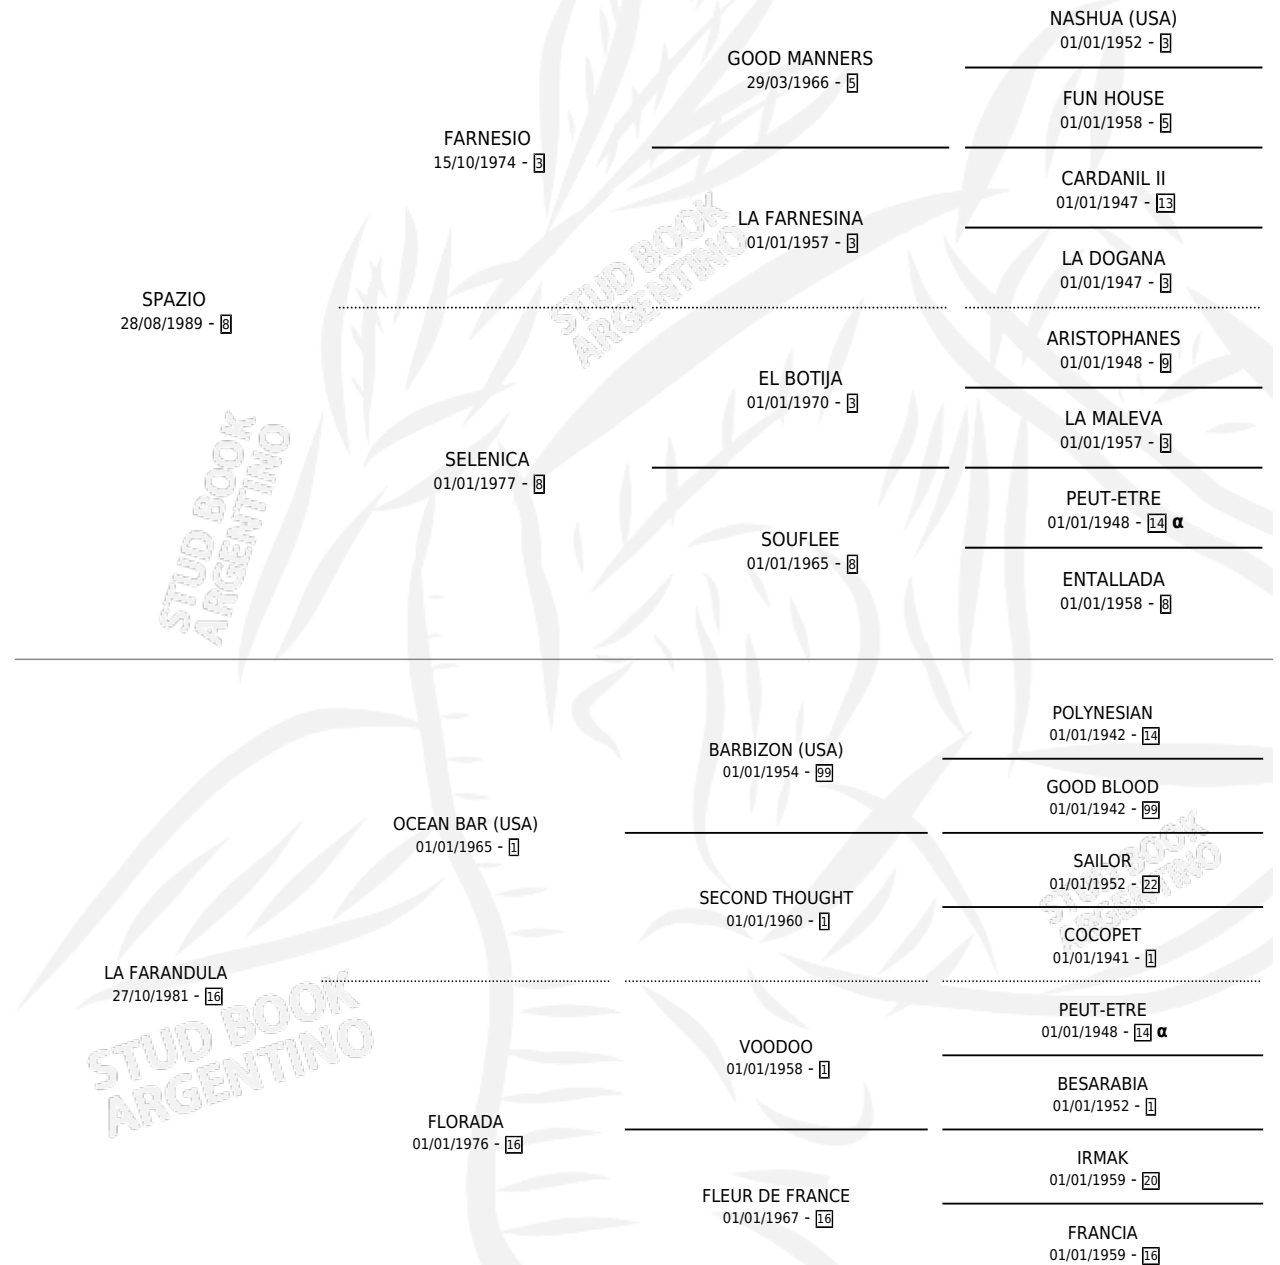 NASHUA (USA)
01/01/1952 - 3
GOOD MANNERS
29/03/1966 - 5
FUN HOUSE
01/01/1958 - 5
FARNESIO
15/10/1974 - 3
CARDANIL II
01/01/1947 - 13
LA FARNESINA
01/01/1957 - 3
LA DOGANA
01/01/1947 - 3
SPAZIO
28/08/1989 - 8
ARISTOPHANES
01/01/1948 - 9
EL BOTIJA
01/01/1970 - 3
LA MALEVA
01/01/1957 - 3
SELENICA
01/01/1977 - 8
PEUT-ETRE
01/01/1948 - 14 α
SOUFLEE
01/01/1965 - 8
ENTALLADA
01/01/1958 - 8
POLYNESIAN
01/01/1942 - 14
BARBIZON (USA)
01/01/1954 - 99
GOOD BLOOD
01/01/1942 - 99
OCEAN BAR (USA)
01/01/1965 - 1
SAILOR
01/01/1952 - 22
SECOND THOUGHT
01/01/1960 - 1
COCOPET
01/01/1941 - 1
LA FARANDULA
27/10/1981 - 16
PEUT-ETRE
01/01/1948 - 14 α
VOODOO
01/01/1958 - 1
BESARABIA
01/01/1952 - 1
FLORADA
01/01/1976 - 16
IRMAK
01/01/1959 - 20
FLEUR DE FRANCE
01/01/1967 - 16
FRANCIA
01/01/1959 - 16
STUD BOOK
ARGENTINO
STUD BOOK
ARGENTINO
STUD BOOK
ARGENTINO
STUD BOOK
ARGENTINO